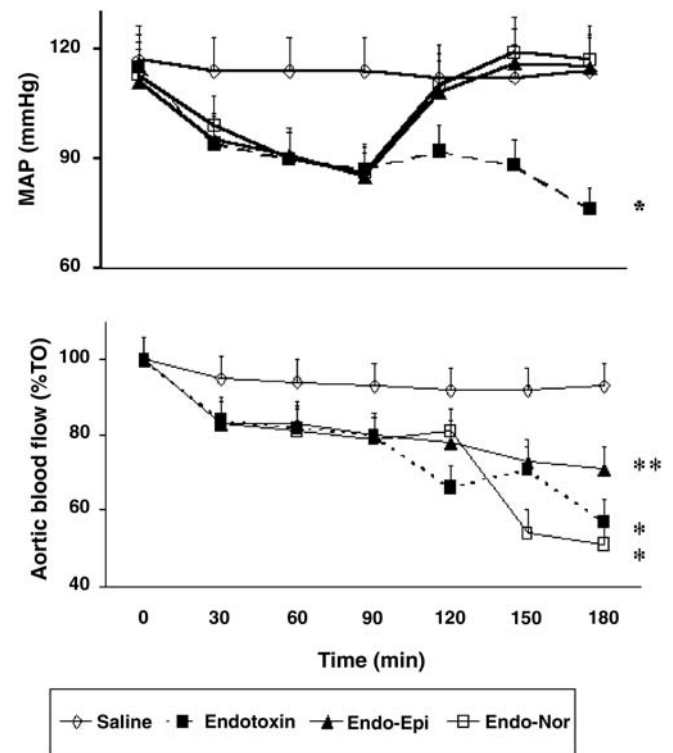 MAP (mmHg)
120
90
60
*
Aortic blood flow (%TO)
100
80
60
40
**
*
*
0 30 60 90 120 150 180
Time (min)
Saline Endotoxin Endo-Epi Endo-Nor